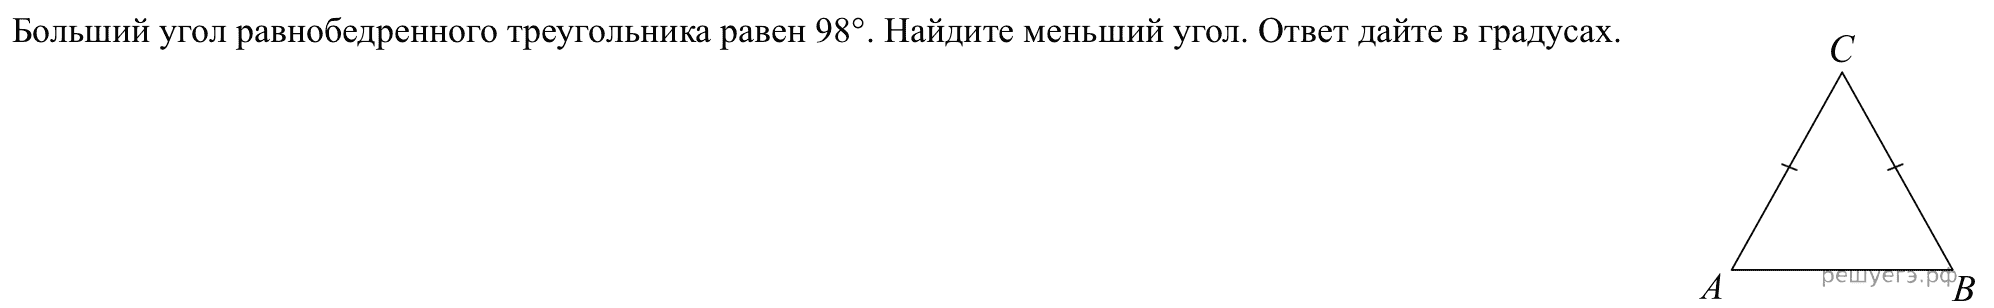 Больший угол равнобедренного треугольника равен 98°. Найдите меньший угол. Ответ дайте в градусах.
C
A
B
решуегэ.рф